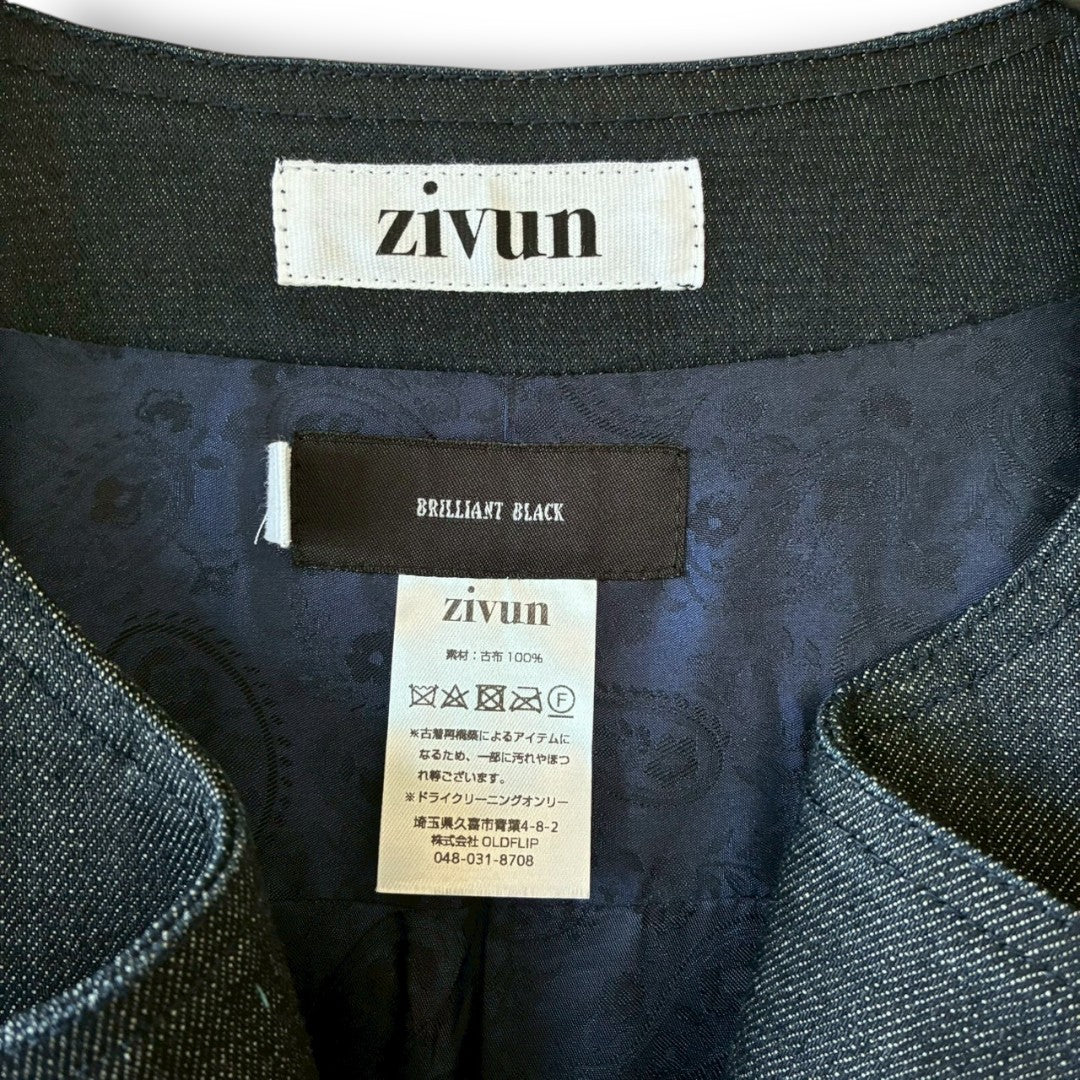 zivun
BRILLIANT BLACK
zivun
素材：古布 100%
F
※古着再構築によるアイテムに
なるため、一部に汚れやほつ
れ等ございます。
※ドライクリーニングオンリー
埼玉県久喜市青葉4-8-2
株式会社 OLDFLIP
048-031-8708